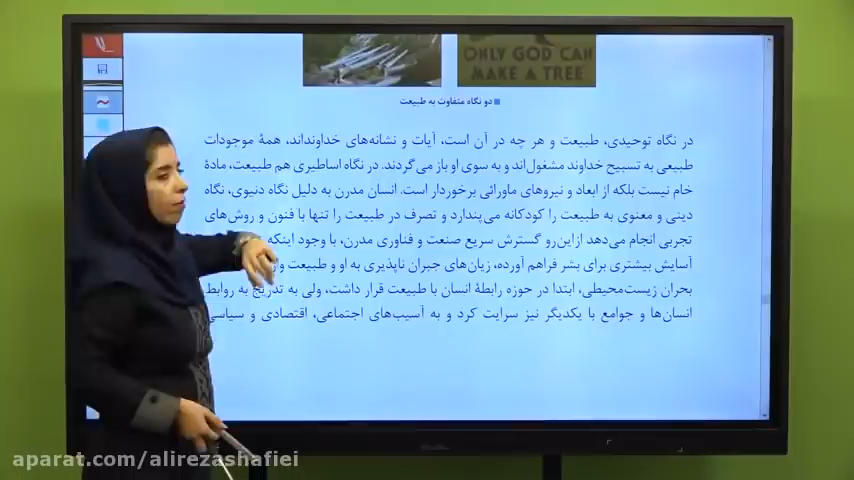 ONLY GOD CAN
MAKE A TREE
دو نگاه متفاوت به طبیعت
در نگاه توحیدی، طبیعت و هر چه در آن است، آیات و نشانه‌های خداونداند، همهٔ موجودات
طبیعی به تسبیح خداوند مشغول‌اند و به سوی او باز می‌گردند. در نگاه اساطیری هم طبیعت، مادهٔ
خام نیست بلکه از ابعاد و نیروهای ماورائی برخوردار است. انسان مدرن به دلیل نگاه دنیوی، نگاه
دینی و معنوی به طبیعت را کودکانه می‌پندارد و تصرف در طبیعت را تنها با فنون و روش‌های
تجربی انجام می‌دهد ازاین‌رو گسترش سریع صنعت و فناوری مدرن، با وجود اینکه
آسایش بیشتری برای بشر فراهم آورده، زیان‌های جبران ناپذیری به او و طبیعت
بحران زیست‌محیطی، ابتدا در حوزه رابطهٔ انسان با طبیعت قرار داشت، ولی به تدریج به روابط
انسان‌ها و جوامع با یکدیگر نیز سرایت کرد و به آسیب‌های اجتماعی، اقتصادی و سیاسی
aparat.com/alirezashafiei